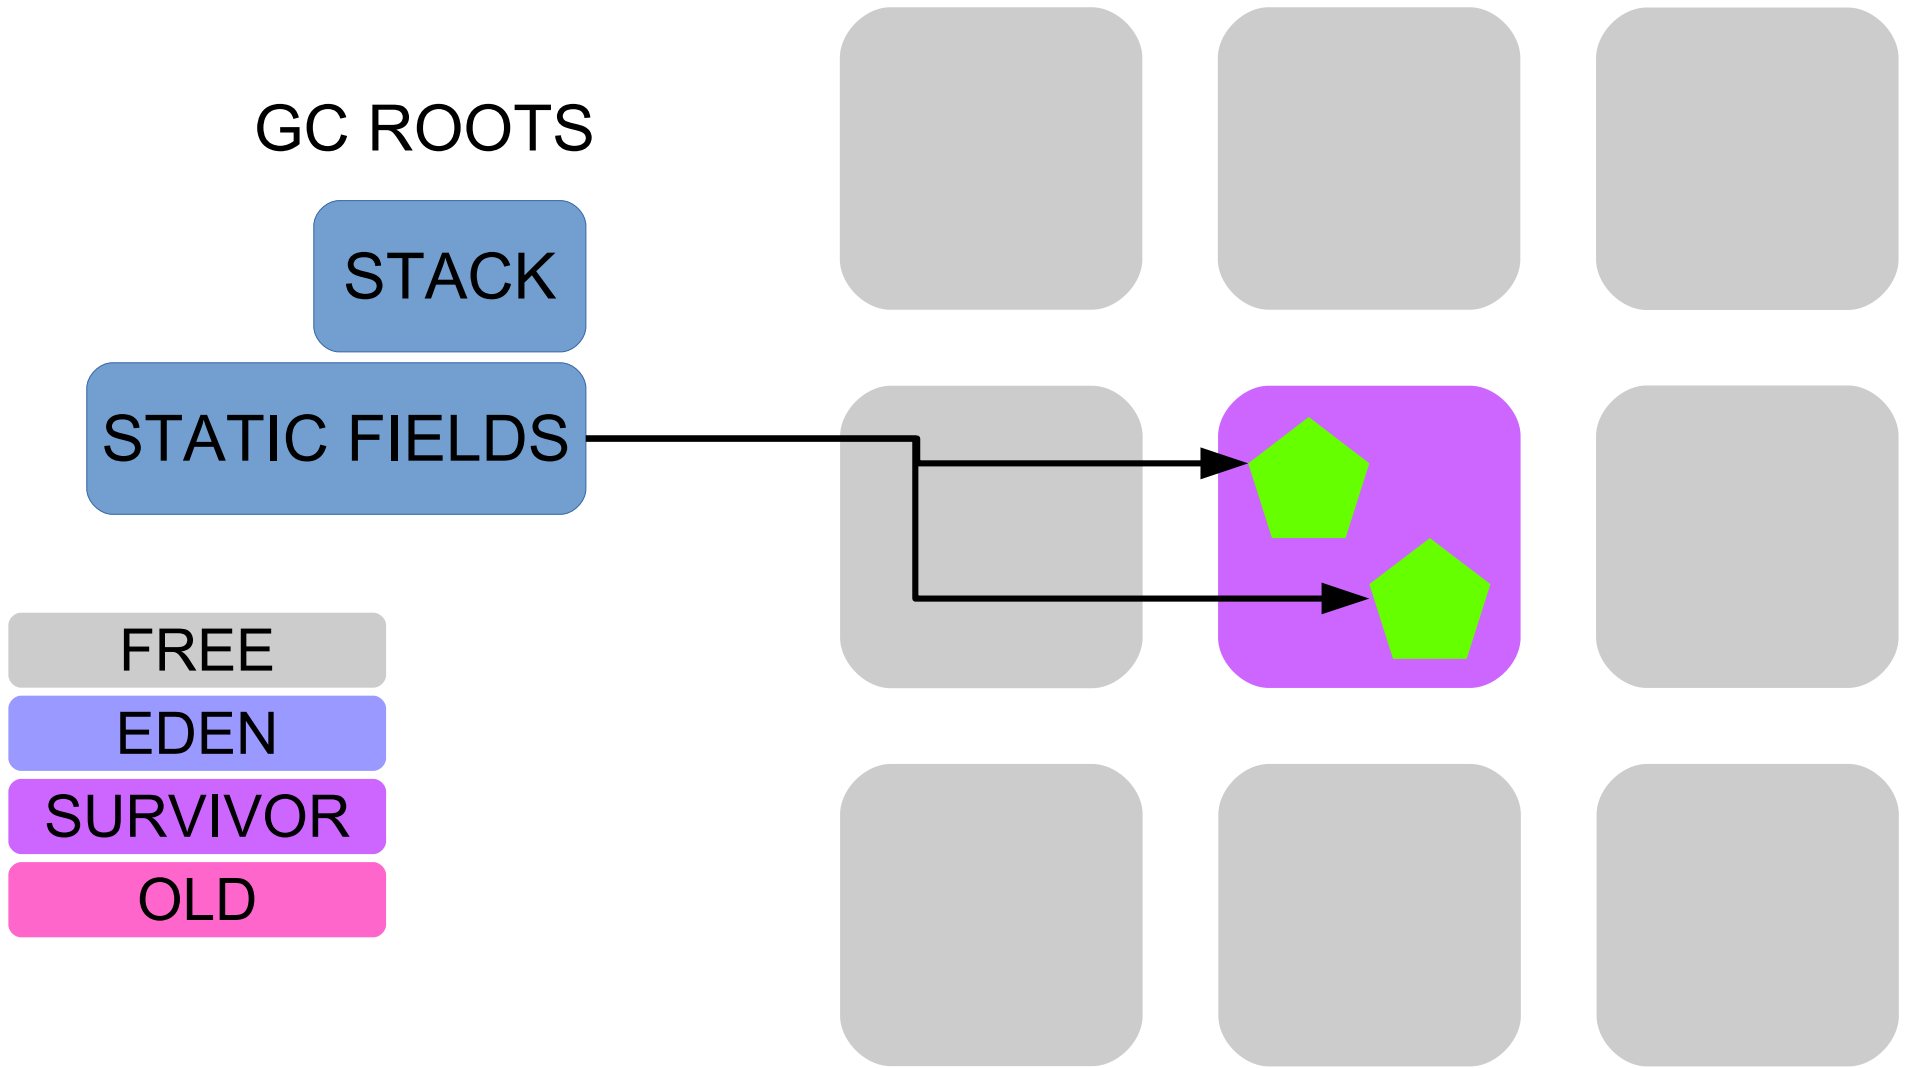 GC ROOTS
STACK
STATIC FIELDS
FREE
EDEN
SURVIVOR
OLD